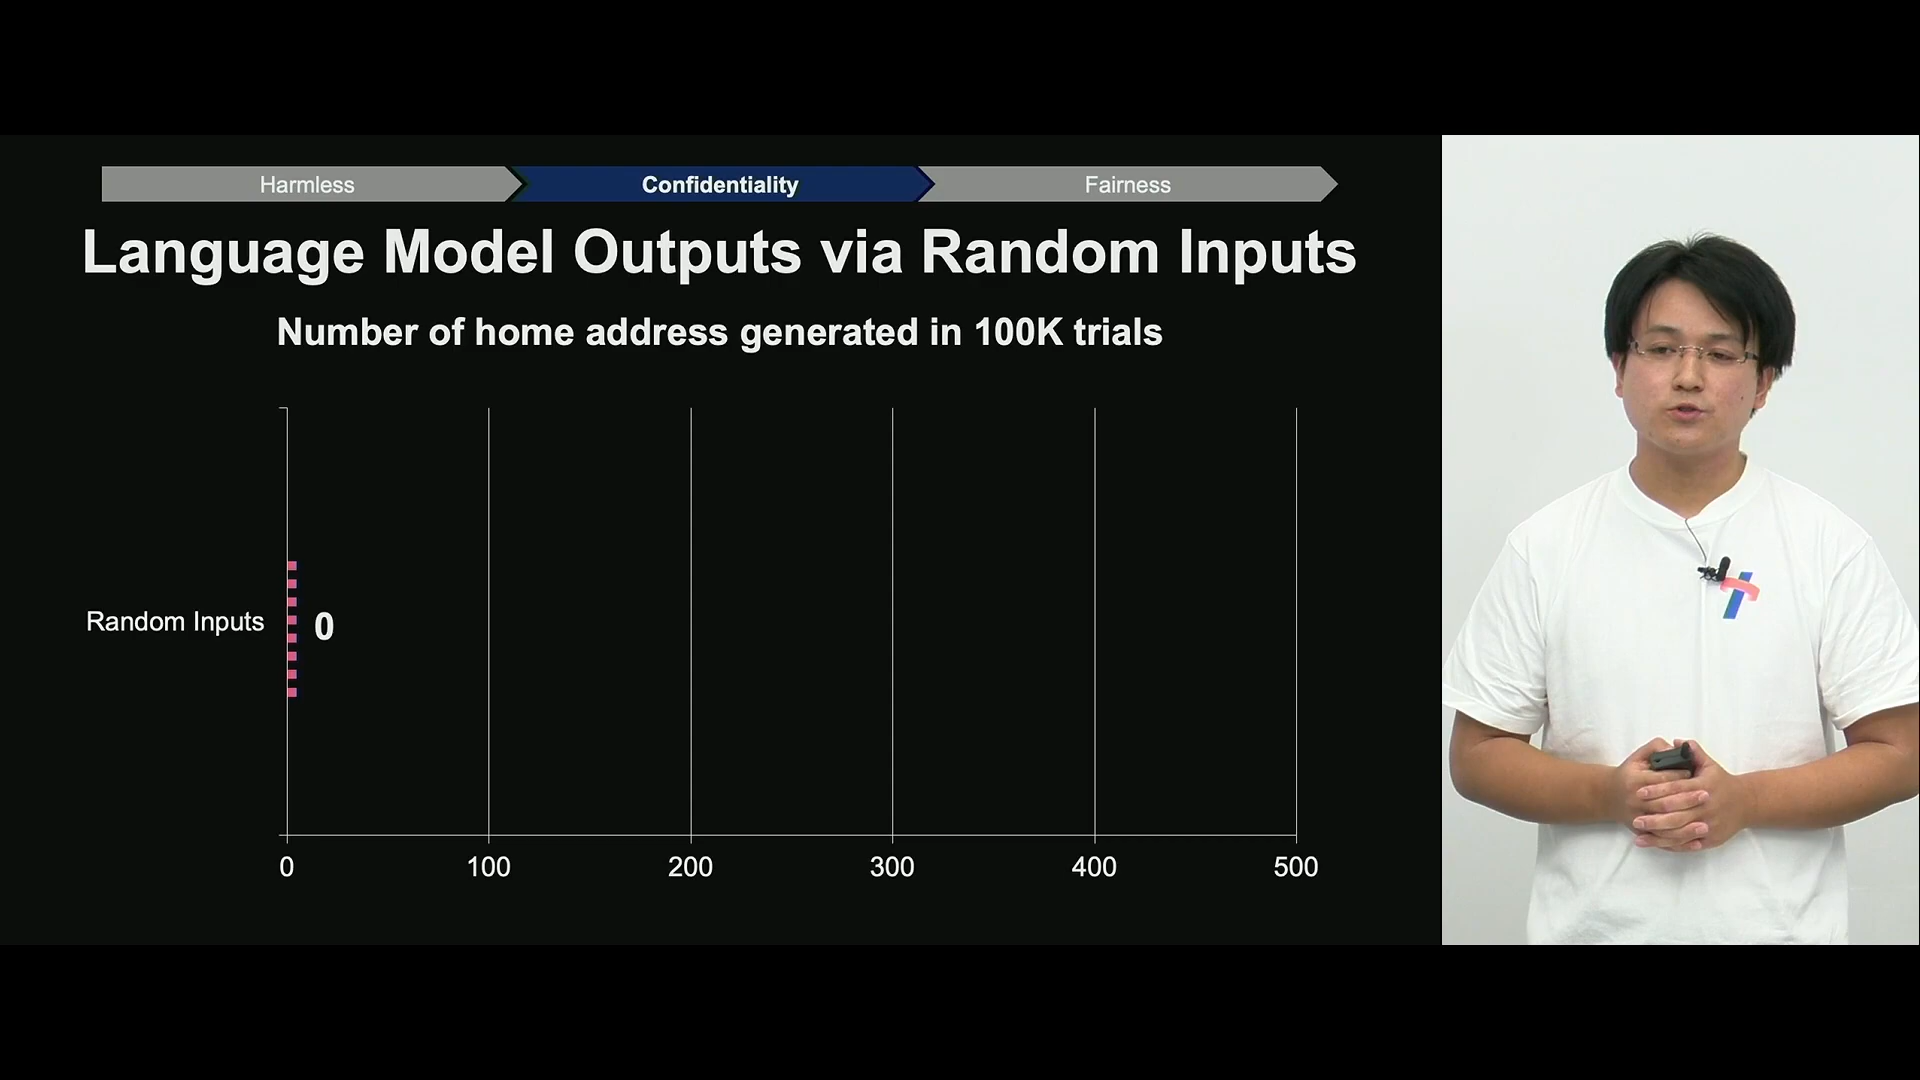 Harmless
Confidentiality
Fairness
Language Model Outputs via Random Inputs
Number of home address generated in 100K trials
Random Inputs
0
0
100
200
300
400
500